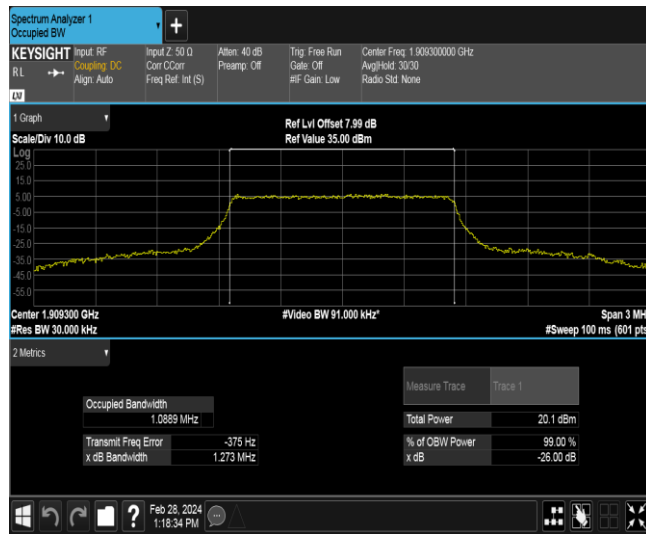 Spectrum Analyzer 1
Occupied BW
+
KEYSIGHT
RL
LXI
Input: RF
Coupling: DC
Align: Auto
Input Z: 50 Ω
Corr CCorr
Freq Ref: Int (S)
Atten: 40 dB
Preamp: Off
Trig: Free Run
Gate: Off
#IF Gain: Low
Center Freq: 1.909300000 GHz
Avg|Hold: 30/30
Radio Std: None
1 Graph
Scale/Div 10.0 dB
Ref Lvl Offset 7.99 dB
Ref Value 35.00 dBm
Log
25.0
15.0
5.00
-5.00
-15.0
-25.0
-35.0
-45.0
-55.0
Center 1.909300 GHz
#Video BW 91.000 kHz*
Span 3 MH
#Res BW 30.000 kHz
#Sweep 100 ms (601 pts
2 Metrics
Measure Trace Trace 1
Occupied Bandwidth
1.0889 MHz
Total Power 20.1 dBm
Transmit Freq Error -375 Hz
% of OBW Power 99.00 %
x dB Bandwidth 1.273 MHz
x dB -26.00 dB
?
Feb 28, 2024
1:18:34 PM